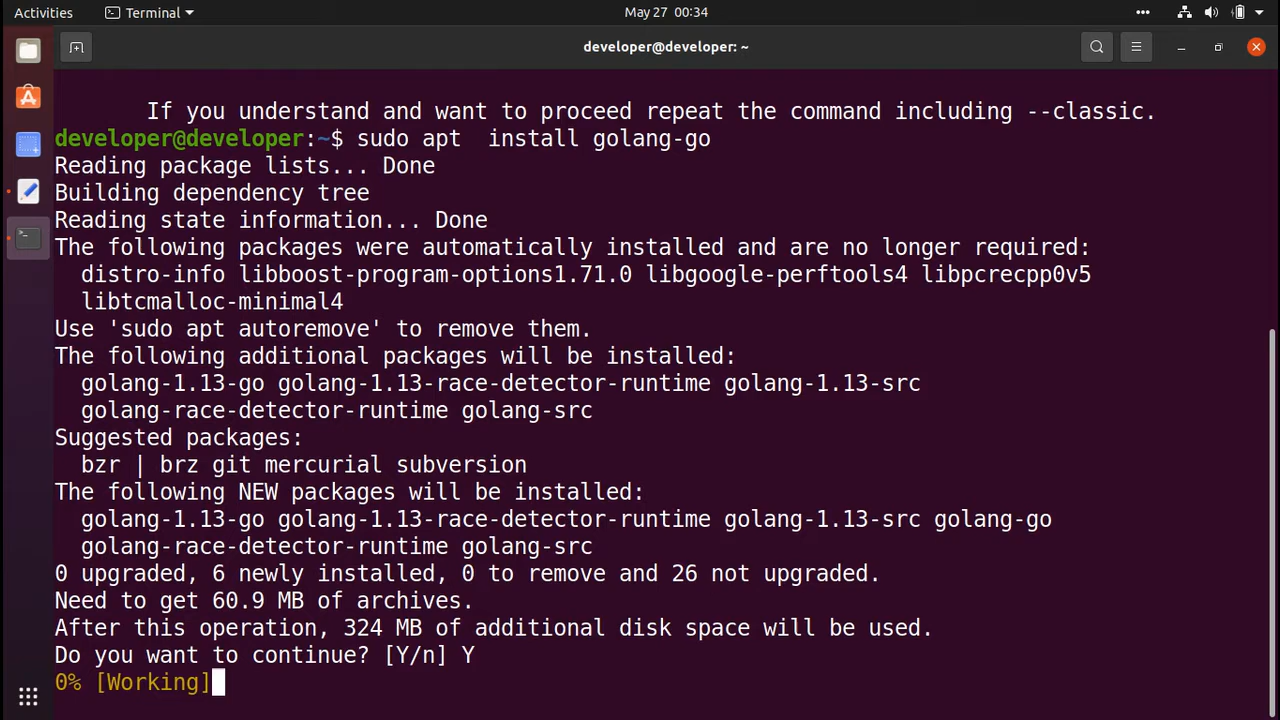 Activities
Terminal
May 27 00:34
developer@developer: ~
If you understand and want to proceed repeat the command including --classic.
developer@developer:~$ sudo apt  install golang-go
Reading package lists... Done
Building dependency tree
Reading state information... Done
The following packages were automatically installed and are no longer required:
  distro-info libboost-program-options1.71.0 libgoogle-perftools4 libpcrecpp0v5
  libtcmalloc-minimal4
Use 'sudo apt autoremove' to remove them.
The following additional packages will be installed:
  golang-1.13-go golang-1.13-race-detector-runtime golang-1.13-src
  golang-race-detector-runtime golang-src
Suggested packages:
  bzr | brz git mercurial subversion
The following NEW packages will be installed:
  golang-1.13-go golang-1.13-race-detector-runtime golang-1.13-src golang-go
  golang-race-detector-runtime golang-src
0 upgraded, 6 newly installed, 0 to remove and 26 not upgraded.
Need to get 60.9 MB of archives.
After this operation, 324 MB of additional disk space will be used.
Do you want to continue? [Y/n] Y
0% [Working]